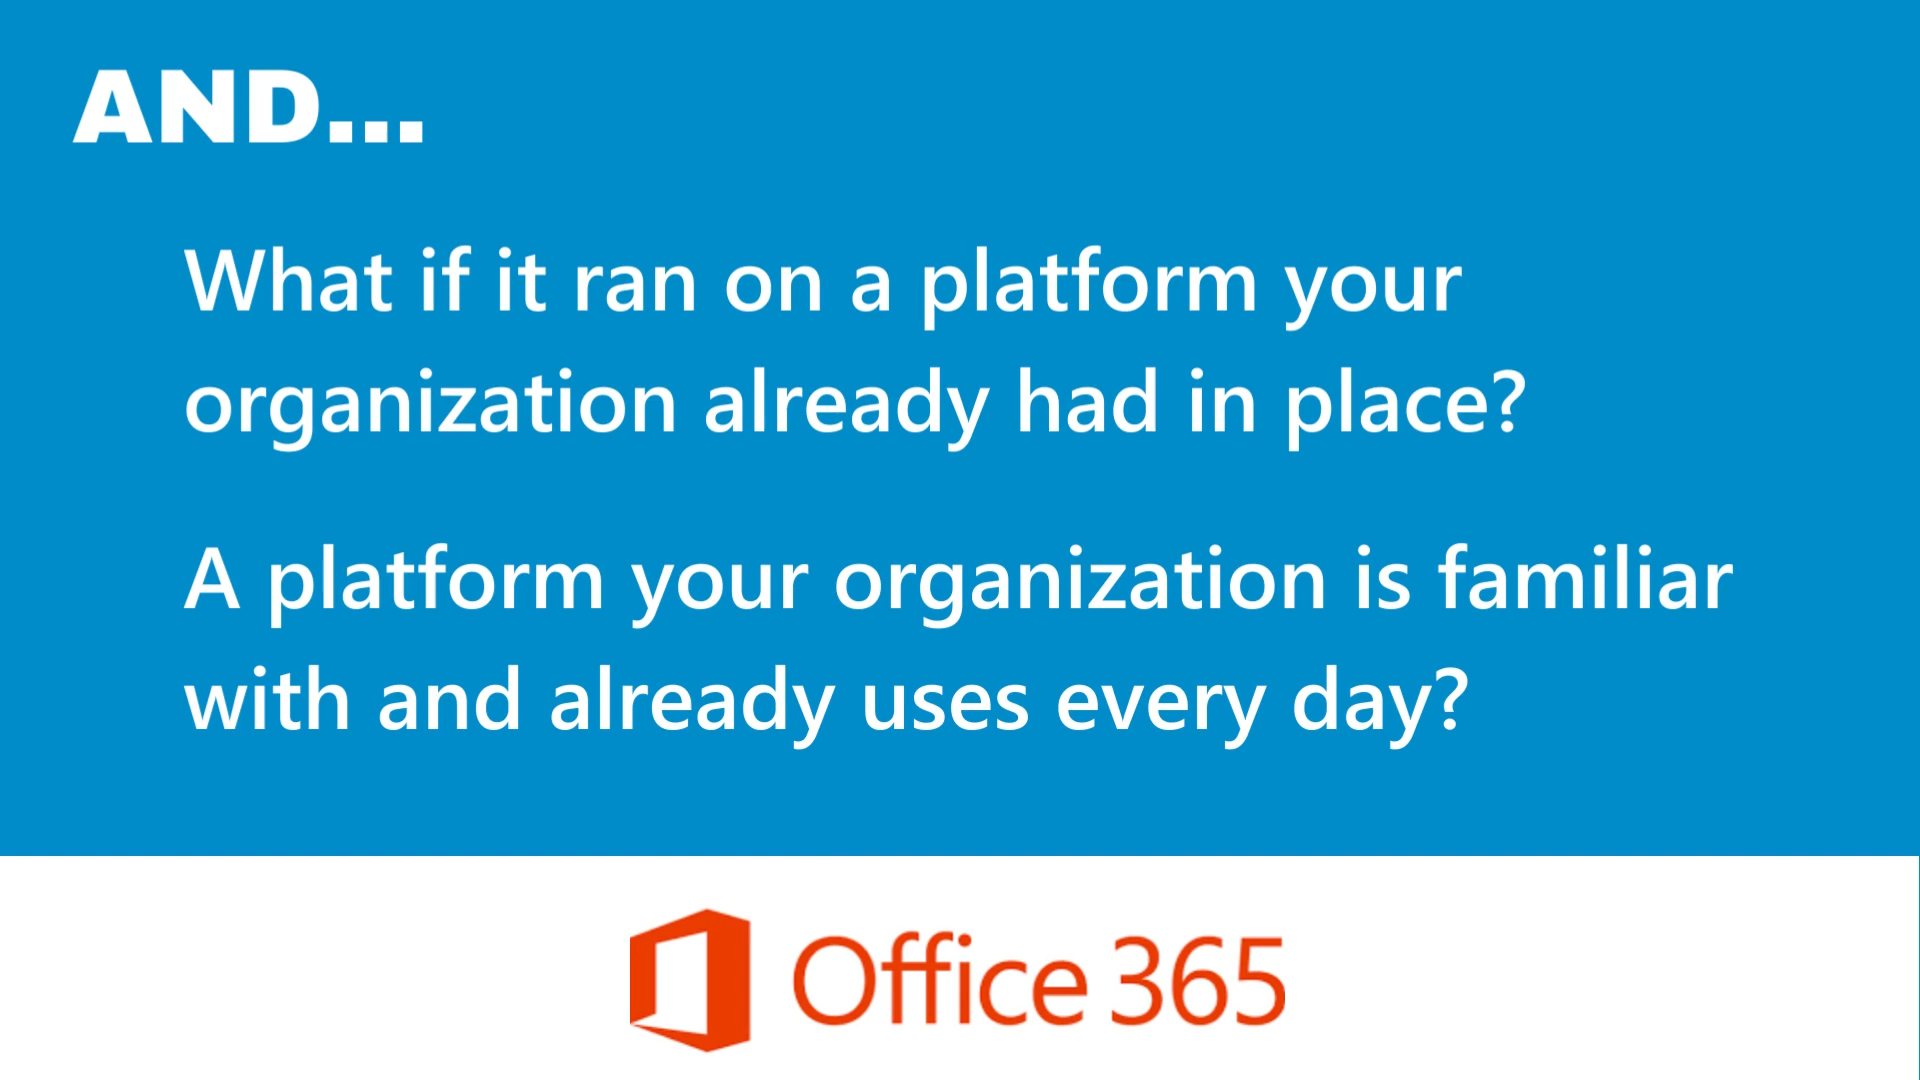 AND...
What if it ran on a platform your
organization already had in place?
A platform your organization is familiar
with and already uses every day?
Office 365